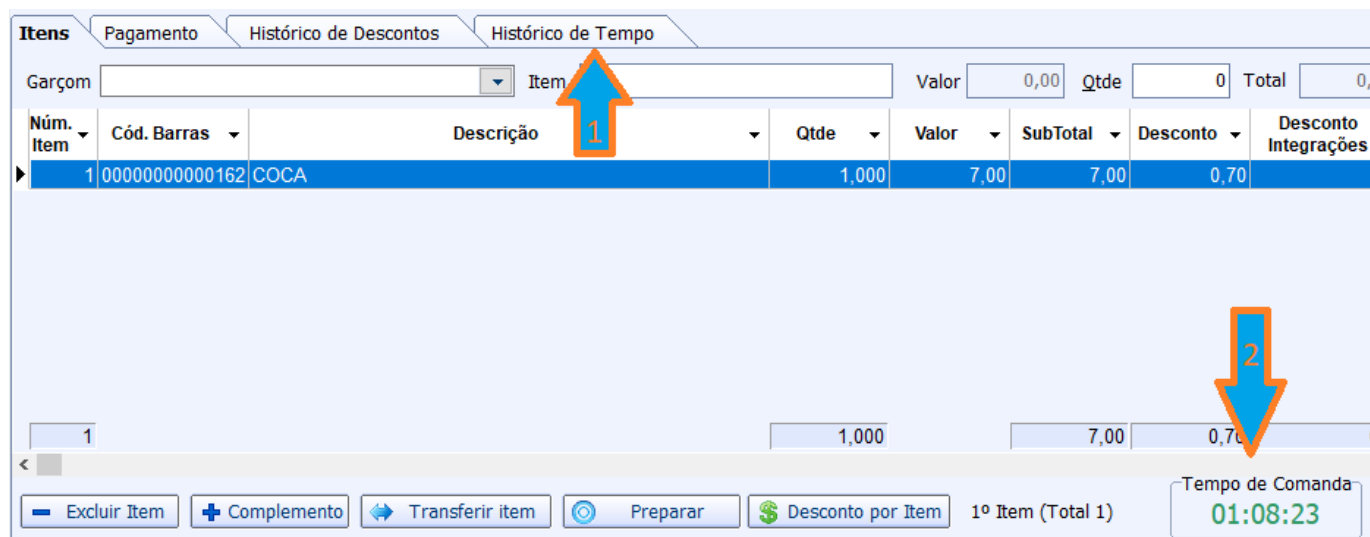 Itens Pagamento Histórico de Descontos Histórico de Tempo
Garçom Item Valor 0,00 Qtde 0 Total 0,
1
Núm. Item Cód. Barras Descrição Qtde Valor SubTotal Desconto Desconto Integrações
1 00000000000162 COCA 1,000 7,00 7,00 0,70
2
1 1,000 7,00 0,70
Tempo de Comanda
Excluir Item Complemento Transferir item Preparar Desconto por Item 1º Item (Total 1) 01:08:23